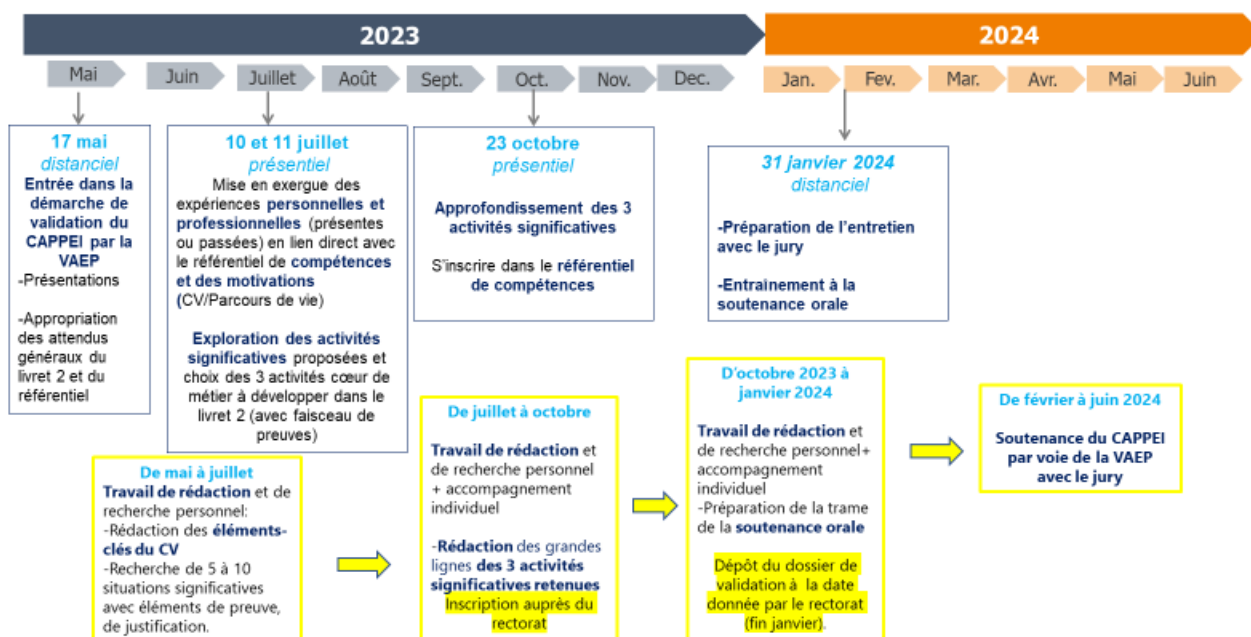 2023
2024
Mai
Juin
Juillet
Août
Sept.
Oct.
Nov.
Dec.
Jan.
Fev.
Mar.
Avr.
Mai
Juin
17 mai
distanciel
Entrée dans la
démarche de
validation du
CAPPEI par la
VAEP
-Présentations
-Appropriation
des attendus
généraux du
livret 2 et du
référentiel
10 et 11 juillet
présentiel
Mise en exergue des
expériences personnelles et
professionnelles (présentes
ou passées) en lien direct avec
le référentiel de compétences
et des motivations
(CV/Parcours de vie)
Exploration des activités
significatives proposées et
choix des 3 activités cœur de
métier à développer dans le
livret 2 (avec faisceau de
preuves)
23 octobre
présentiel
Approfondissement des 3
activités significatives
S'inscrire dans le référentiel
de compétences
31 janvier 2024
distanciel
-Préparation de l'entretien
avec le jury
-Entrainement à la
soutenance orale
De mai à juillet
Travail de rédaction et de
recherche personnel:
-Rédaction des éléments-
clés du CV
-Recherche de 5 à 10
situations significatives
avec éléments de preuve,
de justification.
De juillet à octobre
Travail de rédaction et
de recherche personnel
+ accompagnement
individuel
-Rédaction des grandes
lignes des 3 activités
significatives retenues
Inscription auprès du
rectorat
D'octobre 2023 à
janvier 2024
Travail de rédaction et
de recherche personnel+
accompagnement
individuel
-Préparation de la trame
de la soutenance orale
Dépôt du dossier de
validation à la date
donnée par le rectorat
(fin janvier).
De février à juin 2024
Soutenance du CAPPEI
par voie de la VAEP
avec le jury